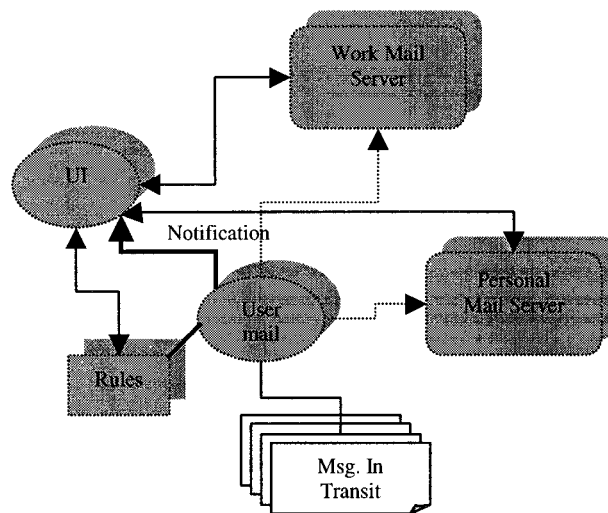 Work Mail
Server
UI
Notification
Personal
Mail Server
User
mail
Rules
Msg. In
Transit